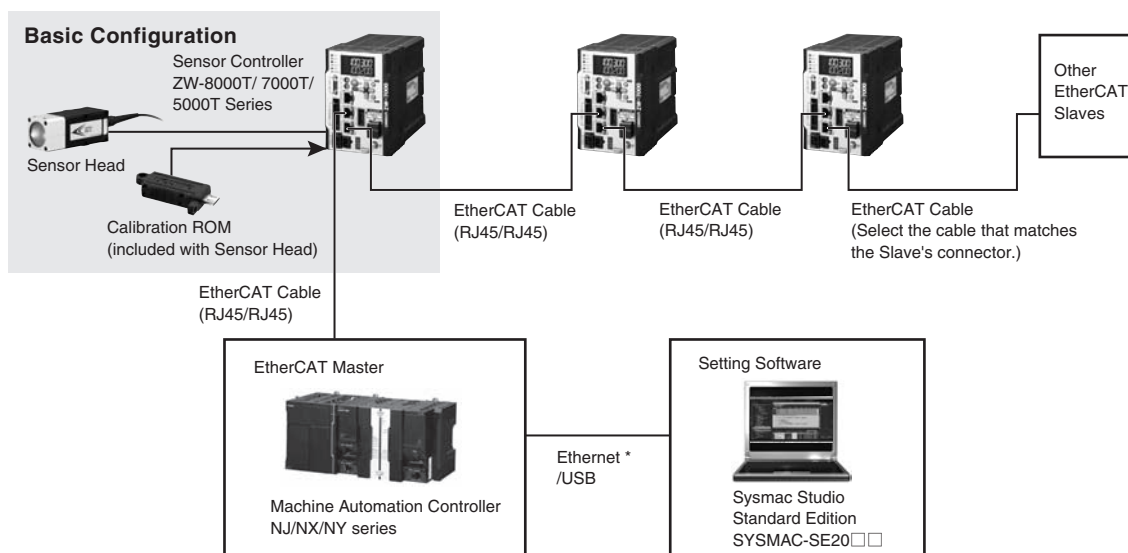 Basic Configuration
Sensor Controller
ZW-8000T/ 7000T/
5000T Series
Sensor Head
Calibration ROM
(included with Sensor Head)
EtherCAT Cable
(RJ45/RJ45)
EtherCAT Cable
(RJ45/RJ45)
EtherCAT Cable
(Select the cable that matches
the Slave's connector.)
Other
EtherCAT
Slaves
EtherCAT Cable
(RJ45/RJ45)
EtherCAT Master
Machine Automation Controller
NJ/NX/NY series
Ethernet *
/USB
Setting Software
Sysmac Studio
Standard Edition
SYSMAC-SE20□□